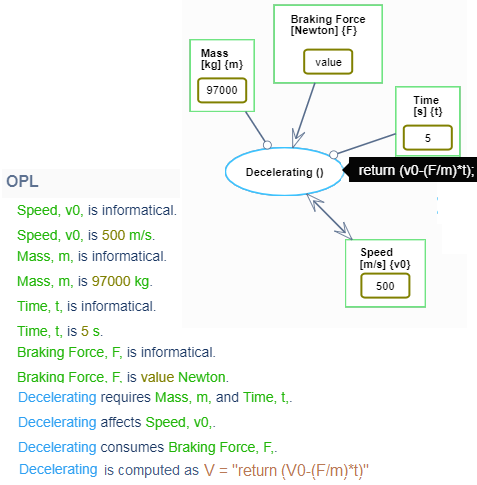 Braking Force
[Newton] {F}
value
Mass
[kg] {m}
97000
Time
[s] {t}
5
Decelerating ()
return (v0-(F/m)*t);
Speed
[m/s] {v0}
500
OPL
Speed, v0, is informatical.
Speed, v0, is 500 m/s.
Mass, m, is informatical.
Mass, m, is 97000 kg.
Time, t, is informatical.
Time, t, is 5 s.
Braking Force, F, is informatical.
Braking Force, F, is value Newton.
Decelerating requires Mass, m, and Time, t,.
Decelerating affects Speed, v0,.
Decelerating consumes Braking Force, F,.
Decelerating is computed as V = "return (V0-(F/m)*t)"